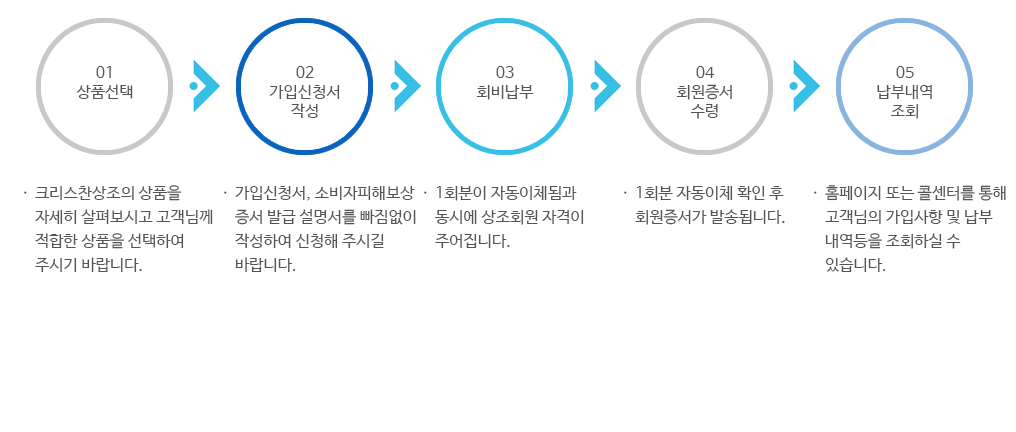 01
상품선택
02
가입신청서
작성
03
회비납부
04
회원증서
수령
05
납부내역
조회
· 크리스찬상조의 상품을
자세히 살펴보시고 고객님께
적합한 상품을 선택하여
주시기 바랍니다.
· 가입신청서, 소비자피해보상
증서 발급 설명서를 빠짐없이
작성하여 신청해 주시길
바랍니다.
· 1회분이 자동이체됨과
동시에 상조회원 자격이
주어집니다.
· 1회분 자동이체 확인 후
회원증서가 발송됩니다.
· 홈페이지 또는 콜센터를 통해
고객님의 가입사항 및 납부
내역등을 조회하실 수
있습니다.